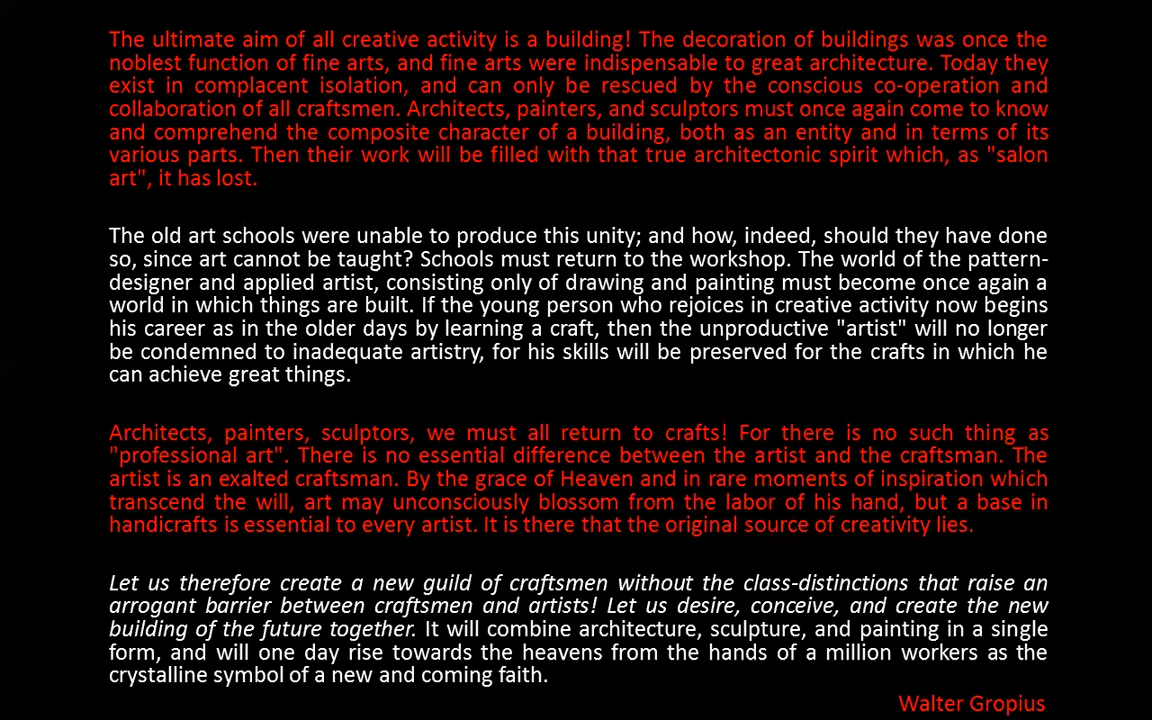 The ultimate aim of all creative activity is a building! The decoration of buildings was once the
noblest function of fine arts, and fine arts were indispensable to great architecture. Today they
exist in complacent isolation, and can only be rescued by the conscious co-operation and
collaboration of all craftsmen. Architects, painters, and sculptors must once again come to know
and comprehend the composite character of a building, both as an entity and in terms of its
various parts. Then their work will be filled with that true architectonic spirit which, as "salon
art", it has lost.
The old art schools were unable to produce this unity; and how, indeed, should they have done
so, since art cannot be taught? Schools must return to the workshop. The world of the pattern-
designer and applied artist, consisting only of drawing and painting must become once again a
world in which things are built. If the young person who rejoices in creative activity now begins
his career as in the older days by learning a craft, then the unproductive "artist" will no longer
be condemned to inadequate artistry, for his skills will be preserved for the crafts in which he
can achieve great things.
Architects, painters, sculptors, we must all return to crafts! For there is no such thing as
"professional art". There is no essential difference between the artist and the craftsman. The
artist is an exalted craftsman. By the grace of Heaven and in rare moments of inspiration which
transcend the will, art may unconsciously blossom from the labor of his hand, but a base in
handicrafts is essential to every artist. It is there that the original source of creativity lies.
Let us therefore create a new guild of craftsmen without the class-distinctions that raise an
arrogant barrier between craftsmen and artists! Let us desire, conceive, and create the new
building of the future together. It will combine architecture, sculpture, and painting in a single
form, and will one day rise towards the heavens from the hands of a million workers as the
crystalline symbol of a new and coming faith.
Walter Gropius